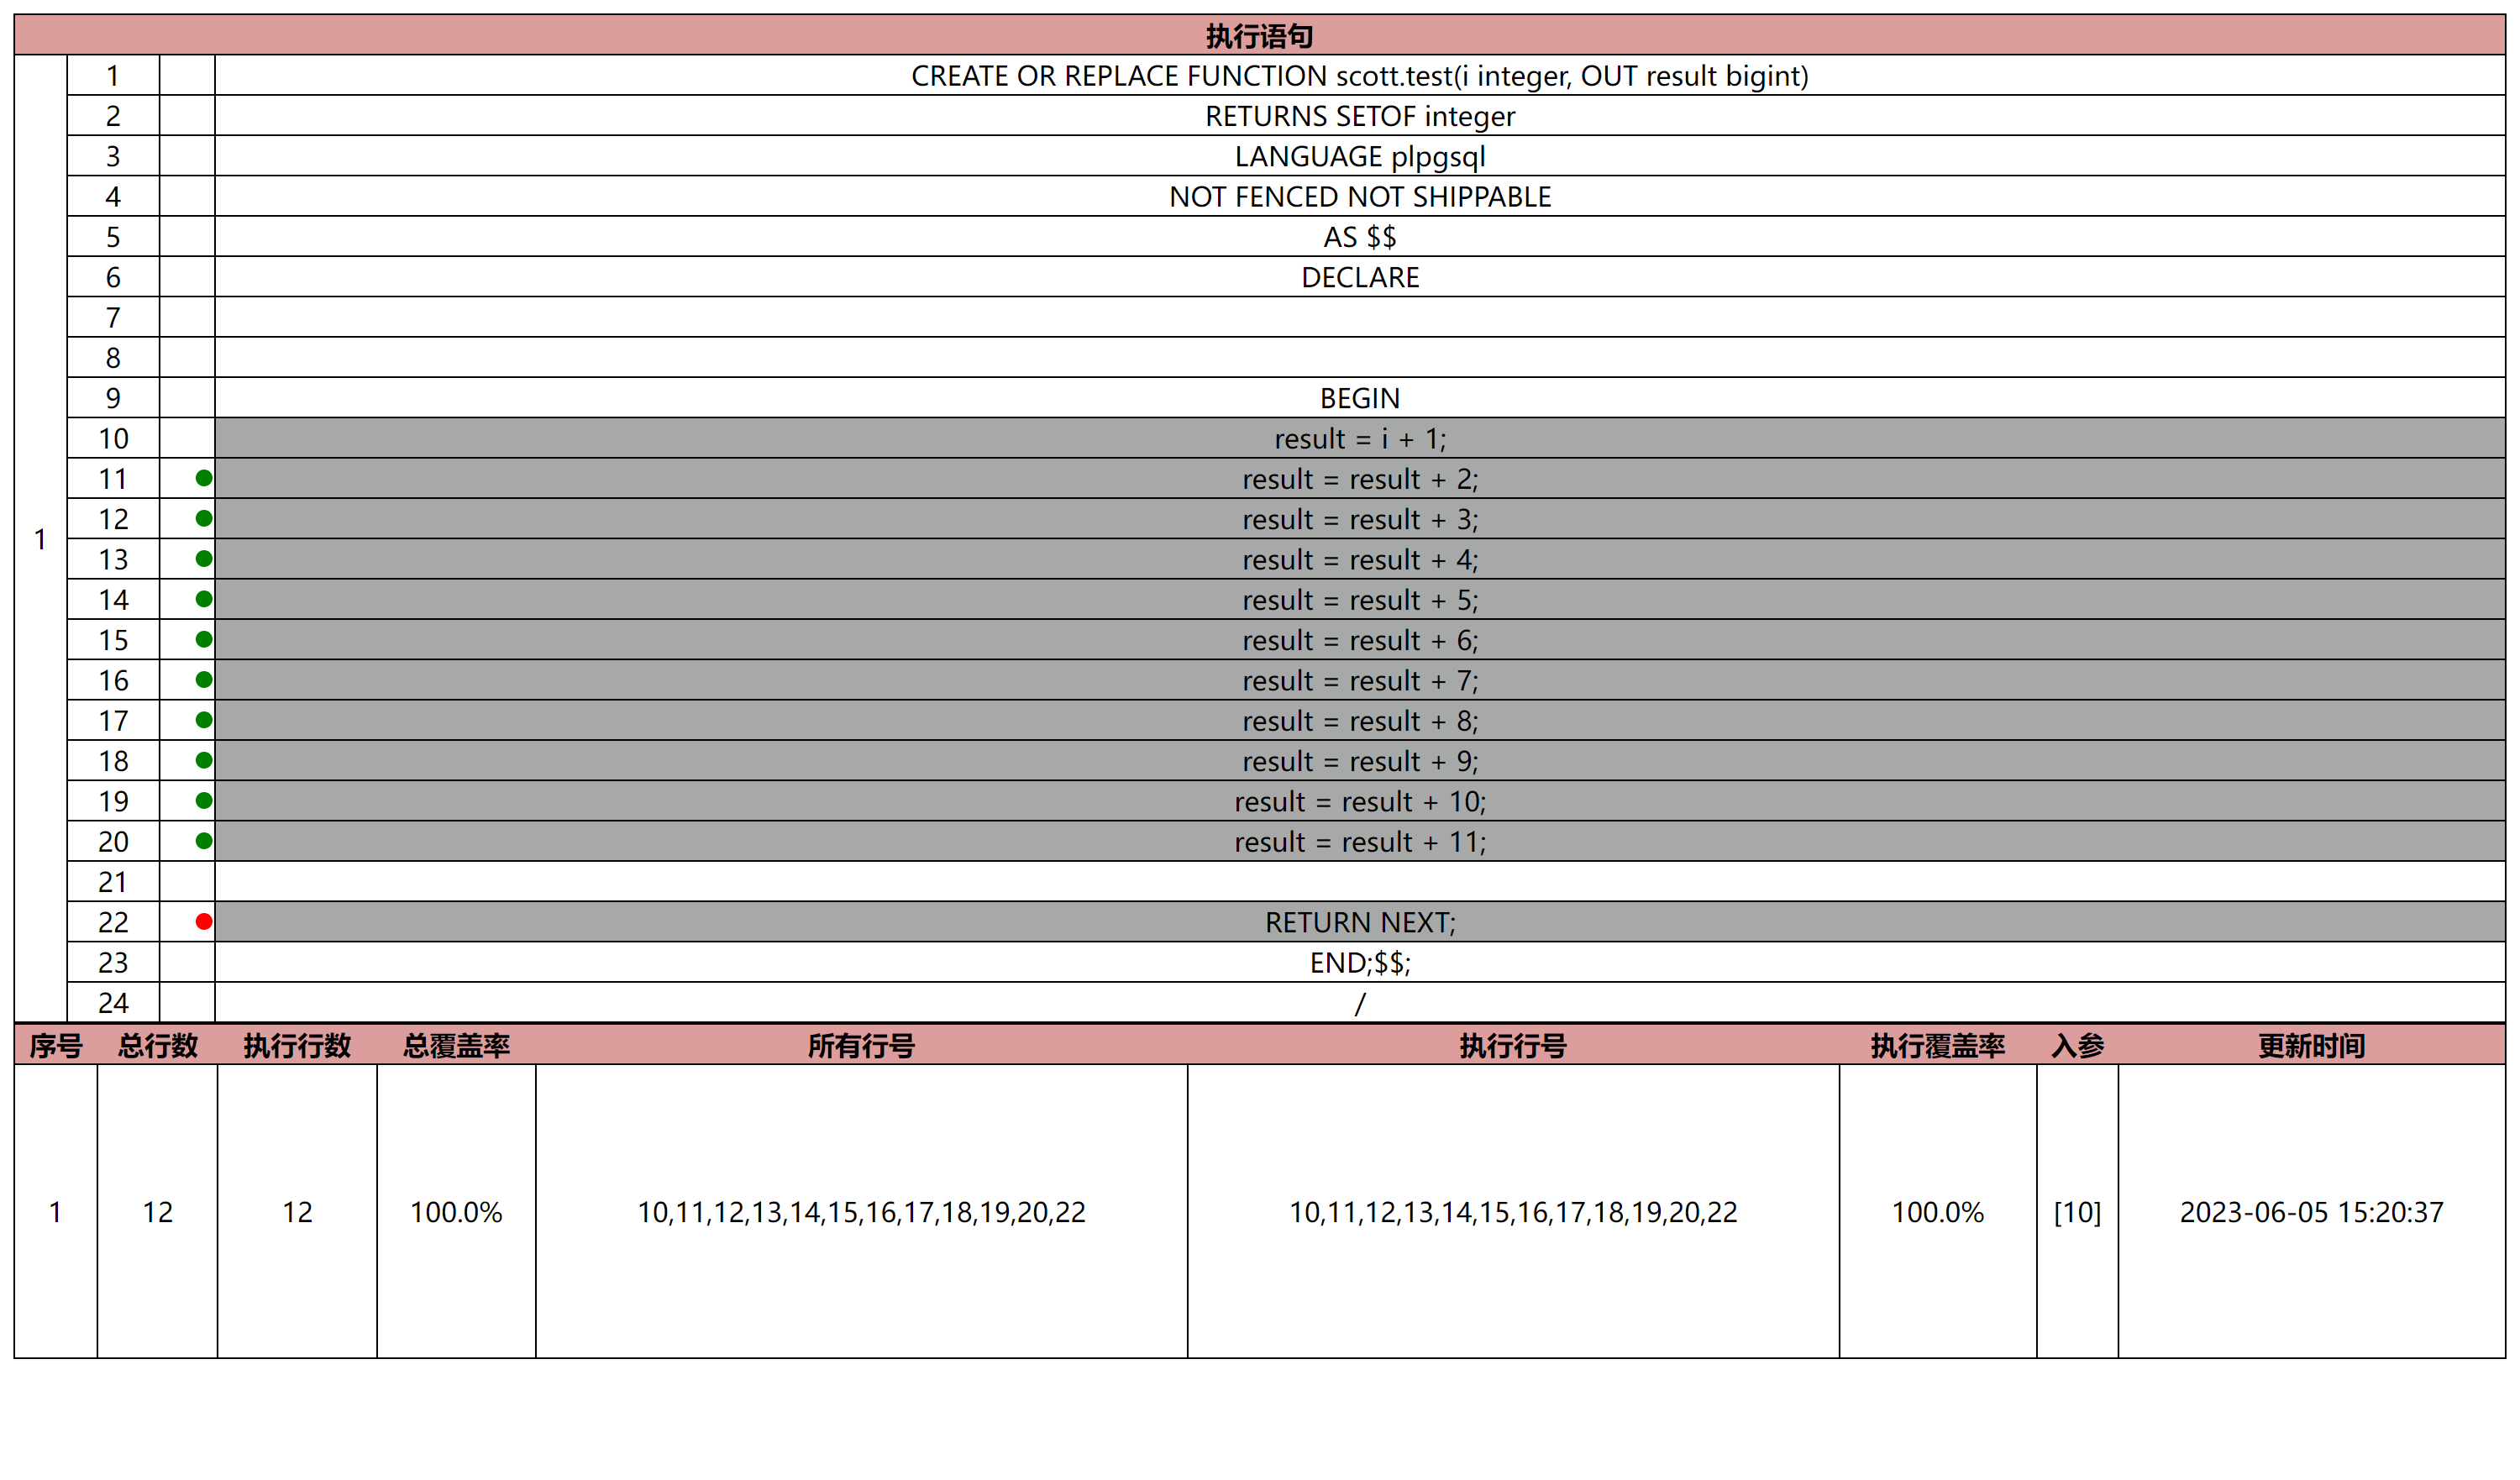 执行语句
1
1 CREATE OR REPLACE FUNCTION scott.test(i integer, OUT result bigint)
2 RETURNS SETOF integer
3 LANGUAGE plpgsql
4 NOT FENCED NOT SHIPPABLE
5 AS $$
6 DECLARE
7
8
9 BEGIN
10 result = i + 1;
11 result = result + 2;
12 result = result + 3;
13 result = result + 4;
14 result = result + 5;
15 result = result + 6;
16 result = result + 7;
17 result = result + 8;
18 result = result + 9;
19 result = result + 10;
20 result = result + 11;
21
22 RETURN NEXT;
23 END;$$;
24 /
序号 总行数 执行行数 总覆盖率 所有行号 执行行号 执行覆盖率 入参 更新时间
1 12 12 100.0% 10,11,12,13,14,15,16,17,18,19,20,22 10,11,12,13,14,15,16,17,18,19,20,22 100.0% [10] 2023-06-05 15:20:37